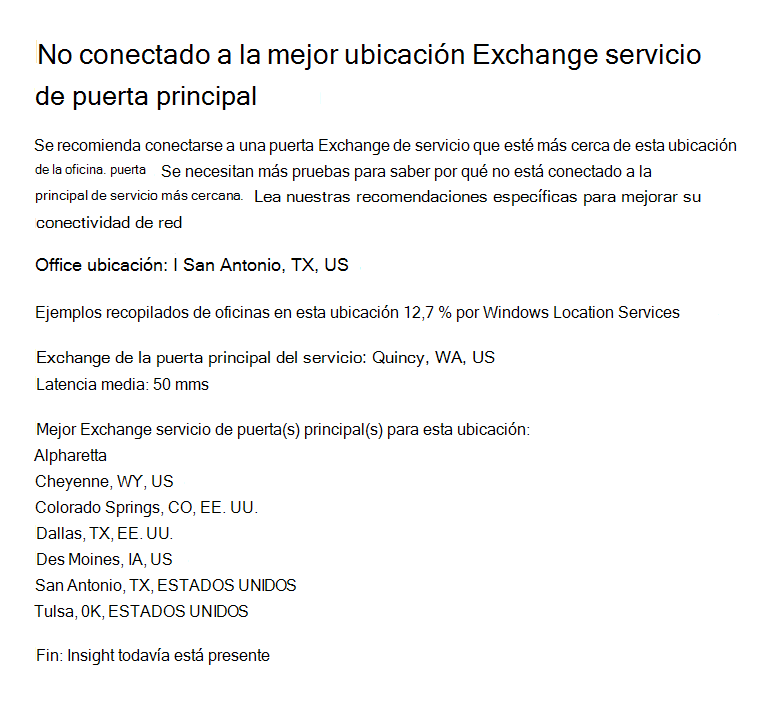 No conectado a la mejor ubicación Exchange servicio
de puerta principal
Se recomienda conectarse a una puerta Exchange de servicio que esté más cerca de esta ubicación
de la oficina. puerta Se necesitan más pruebas para saber por qué no está conectado a la
principal de servicio más cercana. Lea nuestras recomendaciones específicas para mejorar su
conectividad de red
Office ubicación: I San Antonio, TX, US
Ejemplos recopilados de oficinas en esta ubicación 12,7 % por Windows Location Services
Exchange de la puerta principal del servicio: Quincy, WA, US
Latencia media: 50 mms
Mejor Exchange servicio de puerta(s) principal(s) para esta ubicación:
Alpharetta
Cheyenne, WY, US
Colorado Springs, CO, EE. UU.
Dallas, TX, EE. UU.
Des Moines, IA, US
San Antonio, TX, ESTADOS UNIDOS
Tulsa, 0K, ESTADOS UNIDOS
Fin: Insight todavía está presente